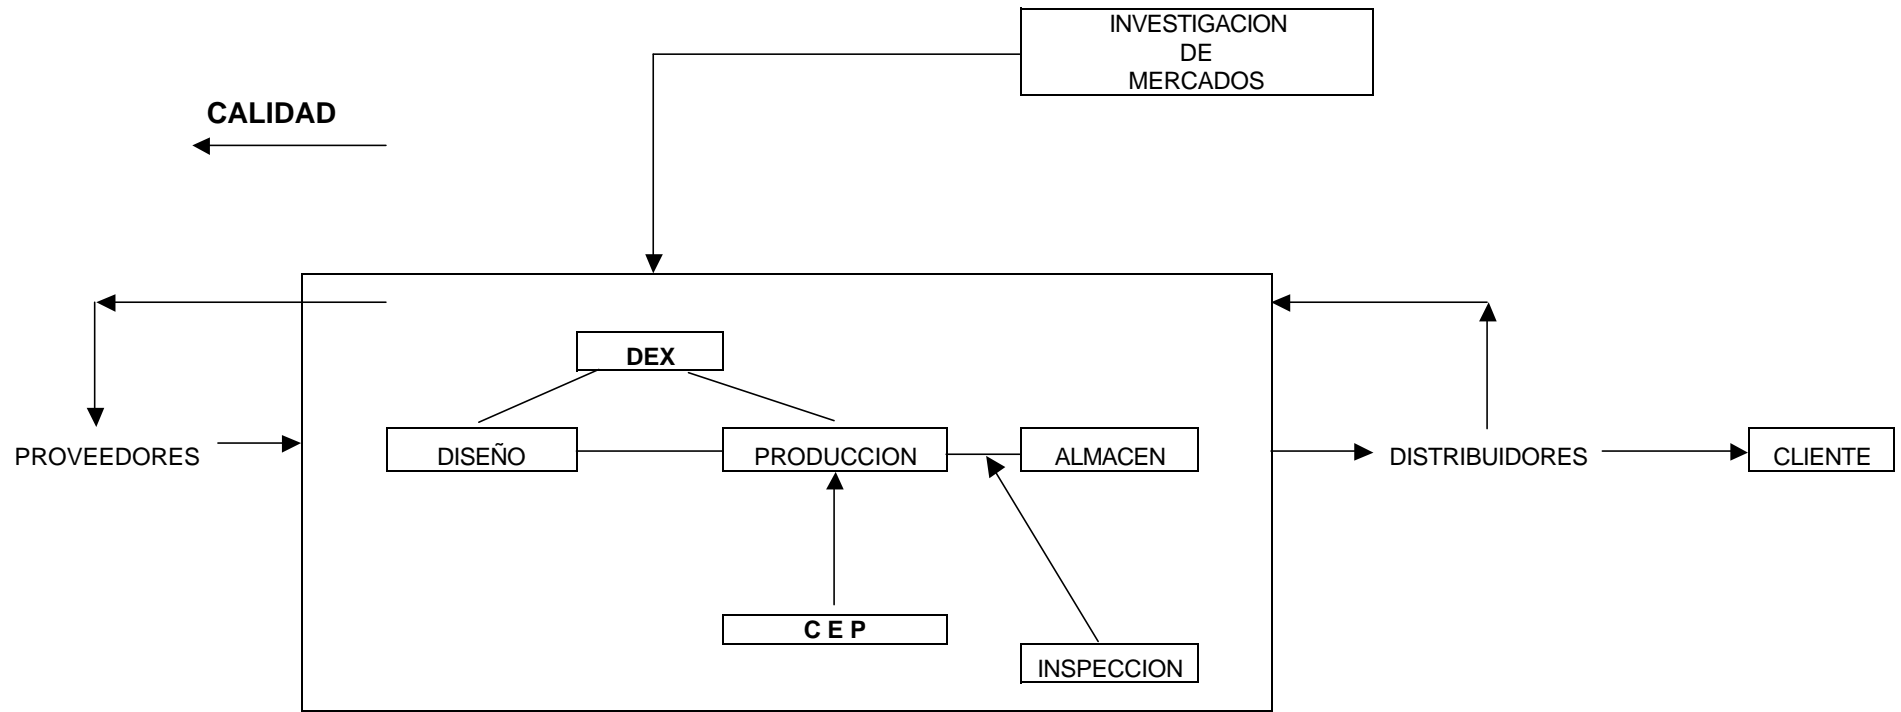 INVESTIGACION
DE
MERCADOS
CALIDAD
DEX
PROVEEDORES
DISEÑO
PRODUCCION
ALMACEN
DISTRIBUIDORES
CLIENTE
C E P
INSPECCION